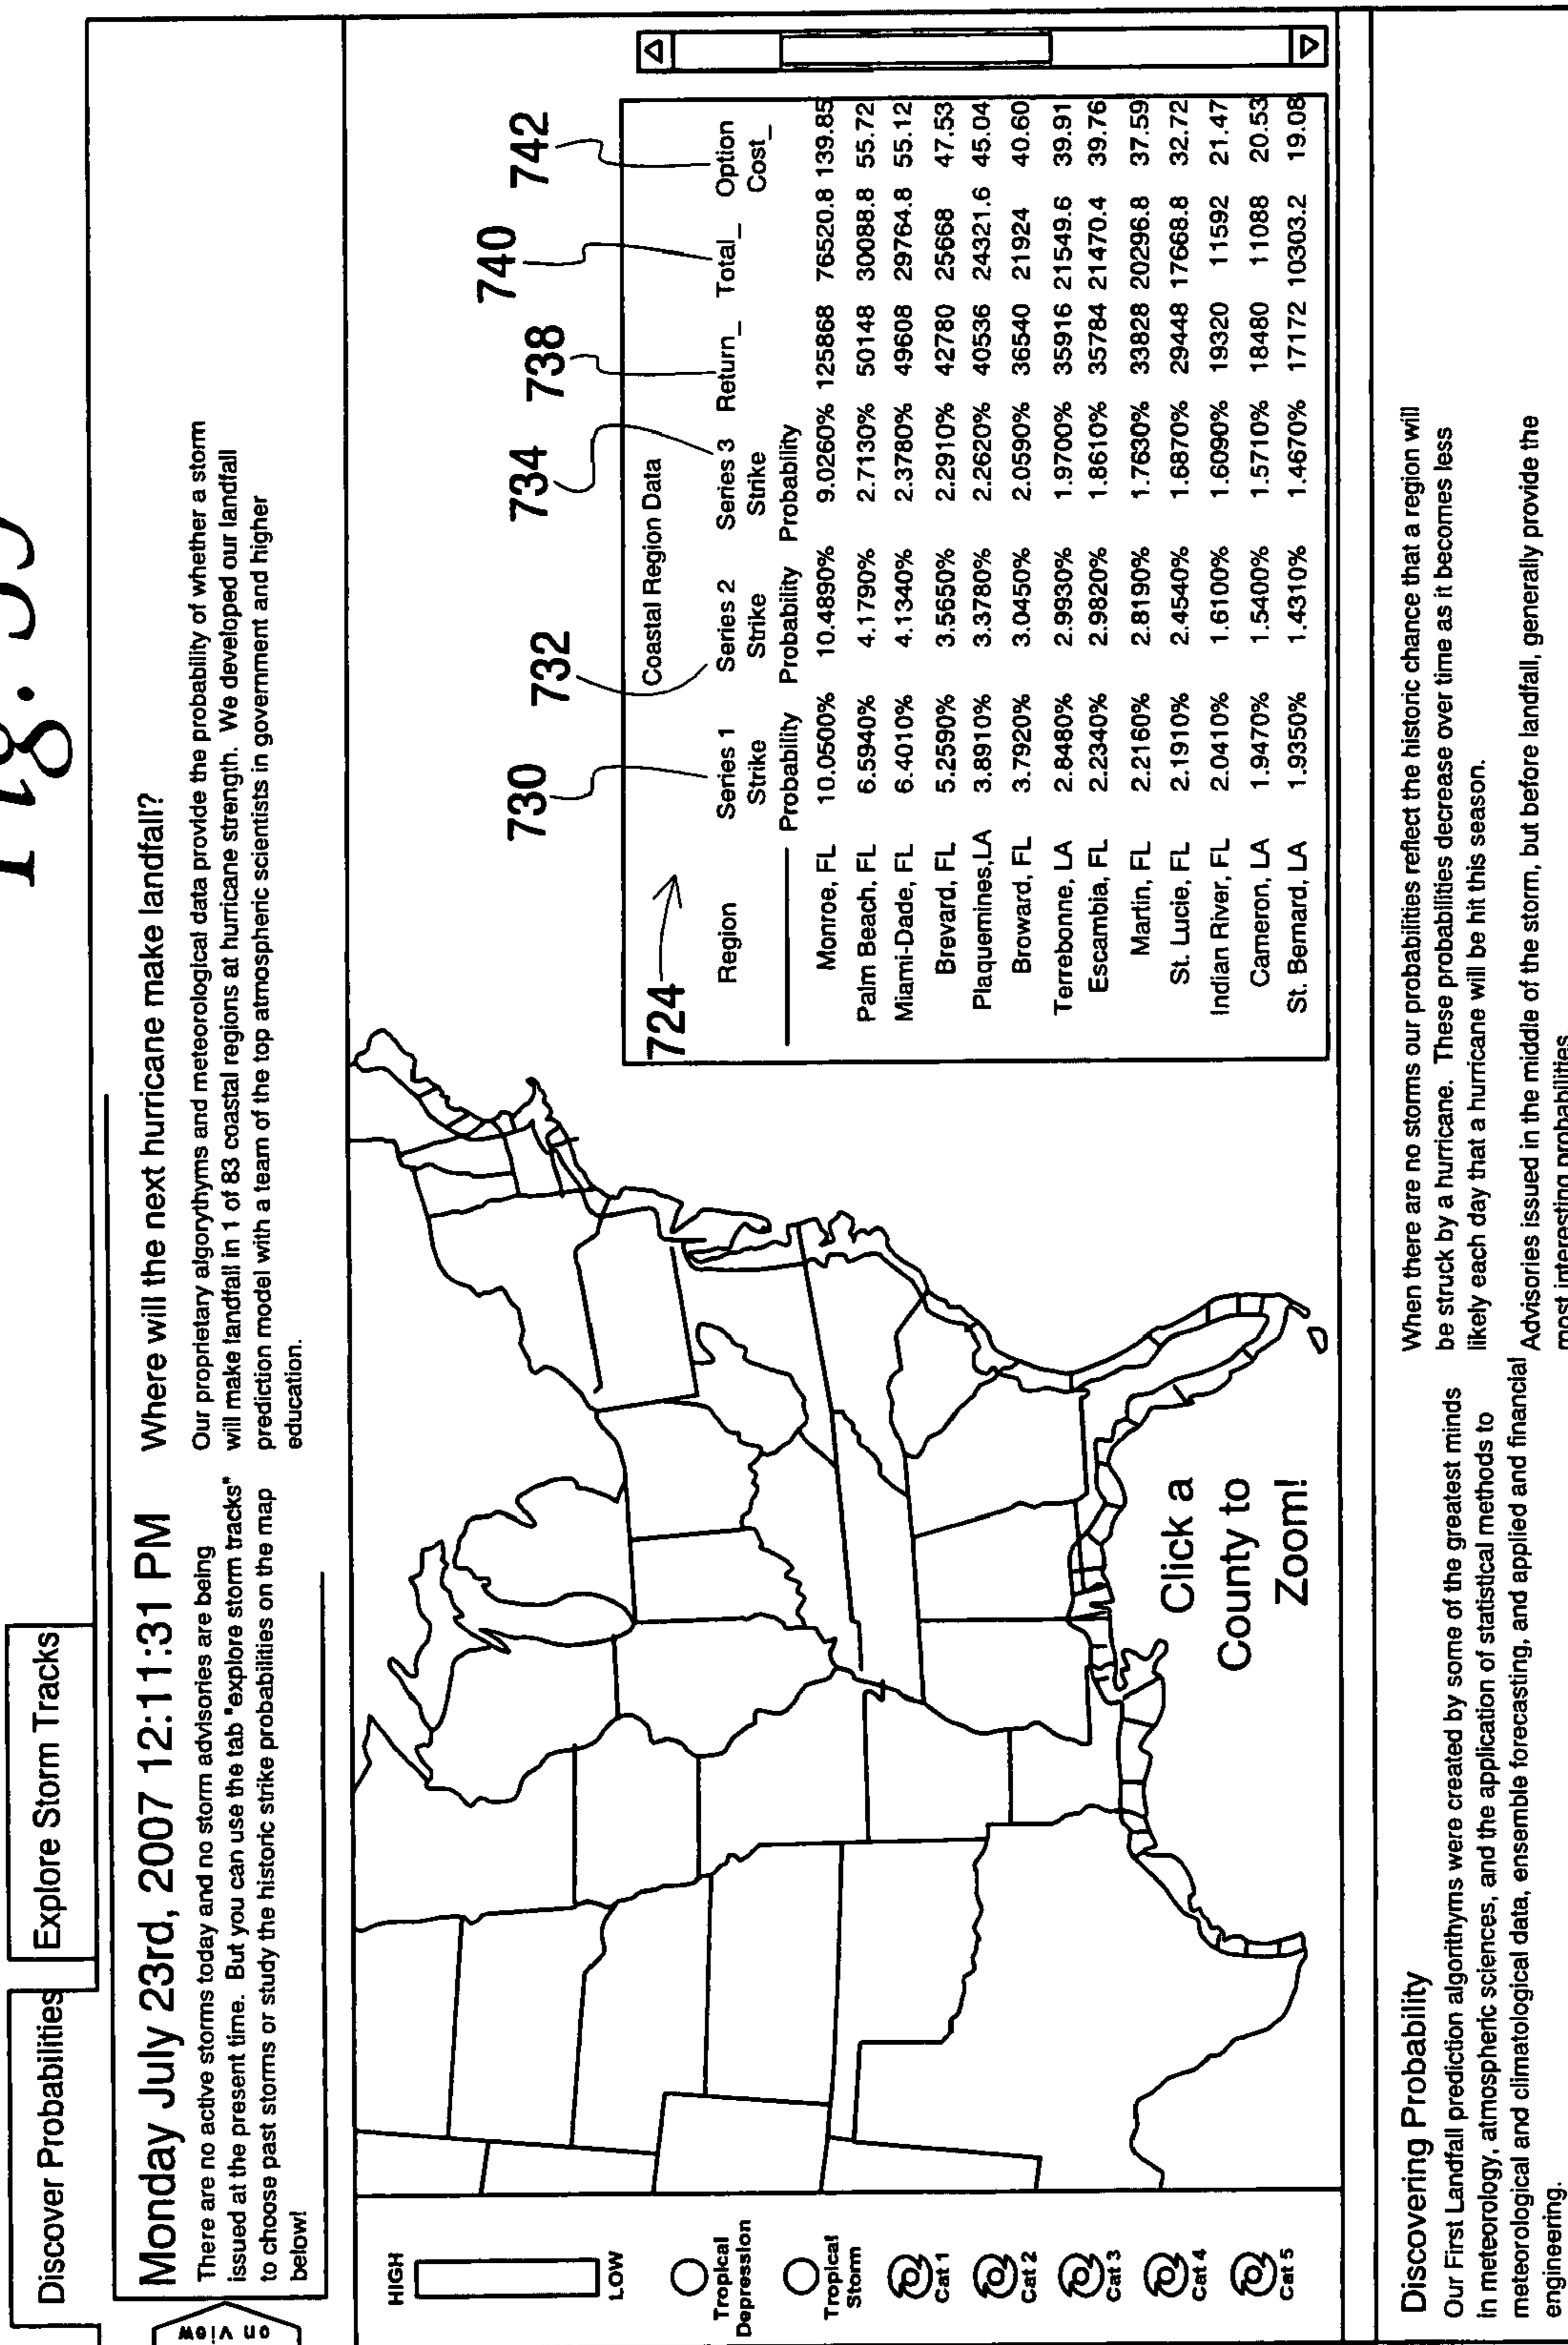 Discover Probabilities
Explore Storm Tracks
on view
Monday July 23rd, 2007 12:11:31 PM
There are no active storms today and no storm advisories are being
issued at the present time. But you can use the tab "explore storm tracks"
to choose past storms or study the historic strike probabilities on the map
below!
Where will the next hurricane make landfall?
Our proprietary algorythyms and meteorological data provide the probability of whether a storm
will make landfall in 1 of 83 coastal regions at hurricane strength. We developed our landfall
prediction model with a team of the top atmospheric scientists in government and higher
education.
HIGH
LOW
Tropical
Depression
Tropical
Storm
Cat 1
Cat 2
Cat 3
Cat 4
Cat 5
Click a
County to
Zoom!
724
730
732
734
738
740
742
Coastal Region Data
Region Series 1 Series 2 Series 3 Return_ Total_ Option
Strike Strike Strike Cost_
Probability Probability Probability
Monroe, FL 10.0500% 10.4890% 9.0260% 125868 76520.8 139.85
Palm Beach, FL 6.5940% 4.1790% 2.7130% 50148 30088.8 55.72
Miami-Dade, FL 6.4010% 4.1340% 2.3780% 49608 29764.8 55.12
Brevard, FL 5.2590% 3.5650% 2.2910% 42780 25668 47.53
Plaquemines,LA 3.8910% 3.3780% 2.2620% 40536 24321.6 45.04
Broward, FL 3.7920% 3.0450% 2.0590% 36540 21924 40.60
Terrebonne, LA 2.8480% 2.9930% 1.9700% 35916 21549.6 39.91
Escambia, FL 2.2340% 2.9820% 1.8610% 35784 21470.4 39.76
Martin, FL 2.2160% 2.8190% 1.7630% 33828 20296.8 37.59
St. Lucie, FL 2.1910% 2.4540% 1.6870% 29448 17668.8 32.72
Indian River, FL 2.0410% 1.6100% 1.6090% 19320 11592 21.47
Cameron, LA 1.9470% 1.5400% 1.5710% 18480 11088 20.53
St. Bernard, LA 1.9350% 1.4310% 1.4670% 17172 10303.2 19.08
Discovering Probability
Our First Landfall prediction algorithyms were created by some of the greatest minds
in meteorology, atmospheric sciences, and the application of statistical methods to
meteorological and climatological data, ensemble forecasting, and applied and financial
engineering.
When there are no storms our probabilities reflect the historic chance that a region will
be struck by a hurricane. These probabilities decrease over time as it becomes less
likely each day that a hurricane will be hit this season.
Advisories issued in the middle of the storm, but before landfall, generally provide the
most interesting probabilities